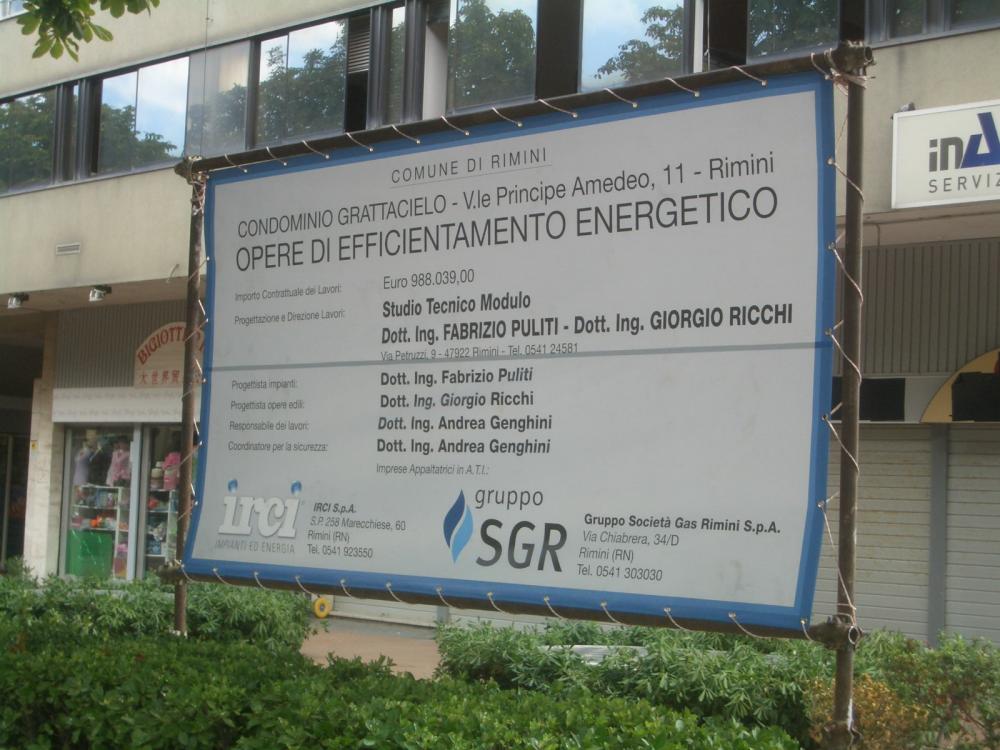 COMUNE DI RIMINI
CONDOMINIO GRATTACIELO - V.le Principe Amedeo, 11 - Rimini
OPERE DI EFFICIENTAMENTO ENERGETICO
Importo Contrattuale dei Lavori: Euro 988.039,00
Progettazione e Direzione Lavori: Studio Tecnico Modulo
Dott. Ing. FABRIZIO PULITI - Dott. Ing. GIORGIO RICCHI
Via Petruzzi, 9 - 47922 Rimini - Tel. 0541 24581
Progettista impianti: Dott. Ing. Fabrizio Puliti
Progettista opere edili: Dott. Ing. Giorgio Ricchi
Responsabile dei lavori: Dott. Ing. Andrea Genghini
Coordinatore per la sicurezza: Dott. Ing. Andrea Genghini
Imprese Appaltatrici in A.T.I.:
irci
IMPIANTI ED ENERGIA
IRCI S.p.A.
S.P. 258 Marecchiese, 60
Rimini (RN)
Tel. 0541 923550
gruppo
SGR
Gruppo Società Gas Rimini S.p.A.
Via Chiabrera, 34/D
Rimini (RN)
Tel. 0541 303030
inA
SERVIZ
BIGIOTT
大世界贸